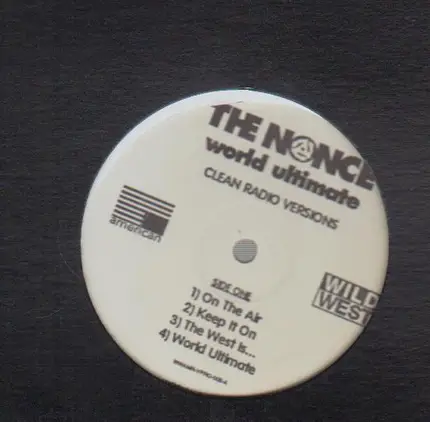 THE NONCE
world ultimate
CLEAN RADIO VERSIONS
american
WILD
WEST
SIDE ONE
1) On The Air
2) Keep It On
3) The West Is...
4) World Ultimate